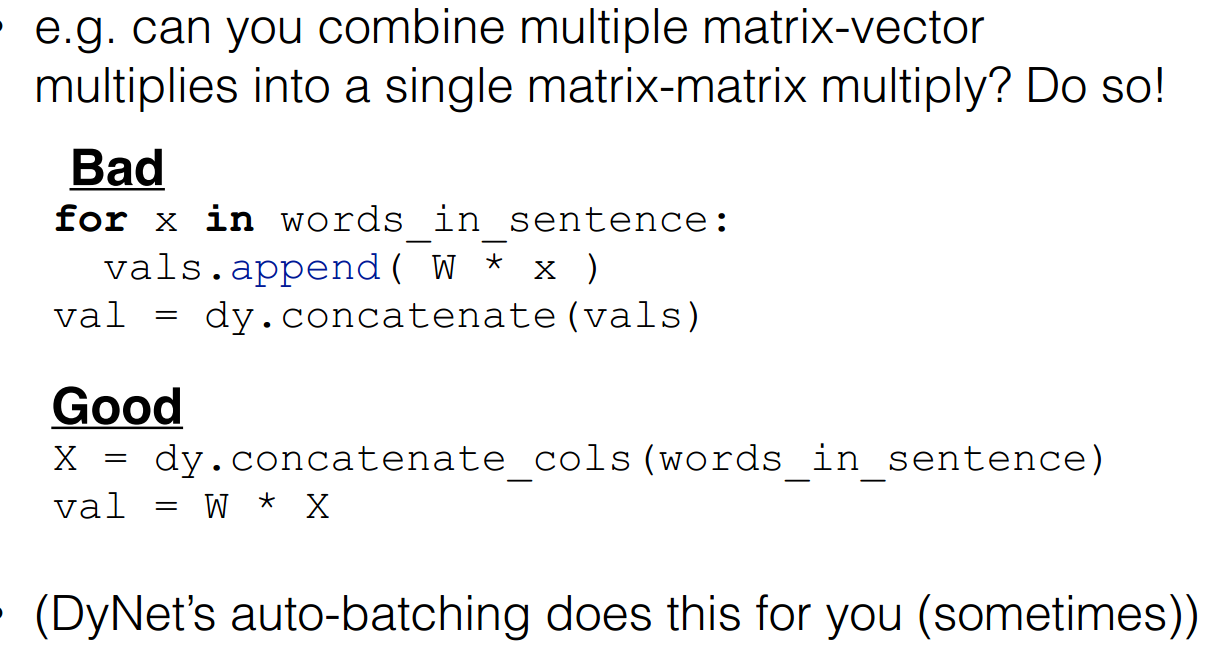 • e.g. can you combine multiple matrix-vector
multiplies into a single matrix-matrix multiply? Do so!
Bad
for x in words_in_sentence:
  vals.append( W * x )
val = dy.concatenate(vals)
Good
X = dy.concatenate_cols(words_in_sentence)
val = W * X
• (DyNet’s auto-batching does this for you (sometimes))